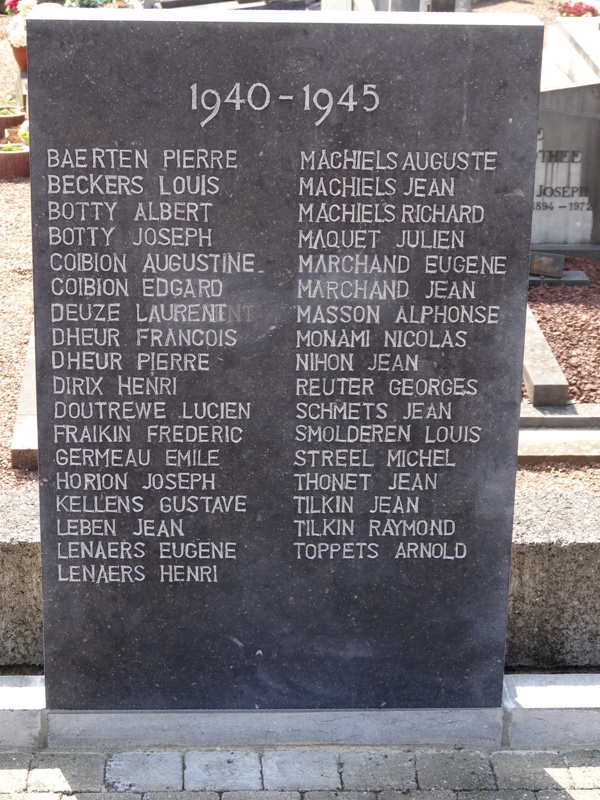 1940-1945
BAERTEN PIERRE
BECKERS LOUIS
BOTTY ALBERT
BOTTY JOSEPH
COIBION AUGUSTINE
COIBION EDGARD
DEUZE LAURENT
DHEUR FRANCOIS
DHEUR PIERRE
DIRIX HENRI
DOUTREWE LUCIEN
FRAIKIN FREDERIC
GERMEAU EMILE
HORION JOSEPH
KELLENS GUSTAVE
LEBEN JEAN
LENAERS EUGENE
LENAERS HENRI
MACHIELS AUGUSTE
MACHIELS JEAN
MACHIELS RICHARD
MAQUET JULIEN
MARCHAND EUGENE
MARCHAND JEAN
MASSON ALPHONSE
MONAMI NICOLAS
NIHON JEAN
REUTER GEORGES
SCHMETS JEAN
SMOLDEREN LOUIS
STREEL MICHEL
THONET JEAN
TILKIN JEAN
TILKIN RAYMOND
TOPPETS ARNOLD
JOSEPH
1894-1972